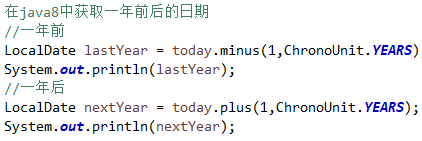 在java8中获取一年前后的日期
//一年前
LocalDate lastYear = today.minus(1,ChronoUnit.YEARS)
System.out.println(lastYear);
//一年后
LocalDate nextYear = today.plus(1,ChronoUnit.YEARS);
System.out.println(nextYear);